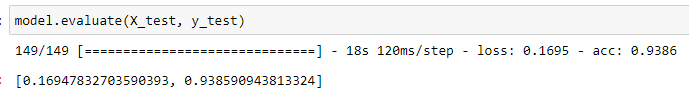 model.evaluate(X_test, y_test)
149/149 [==============================] - 18s 120ms/step - loss: 0.1695 - acc: 0.9386
[0.16947832703590393, 0.938590943813324]